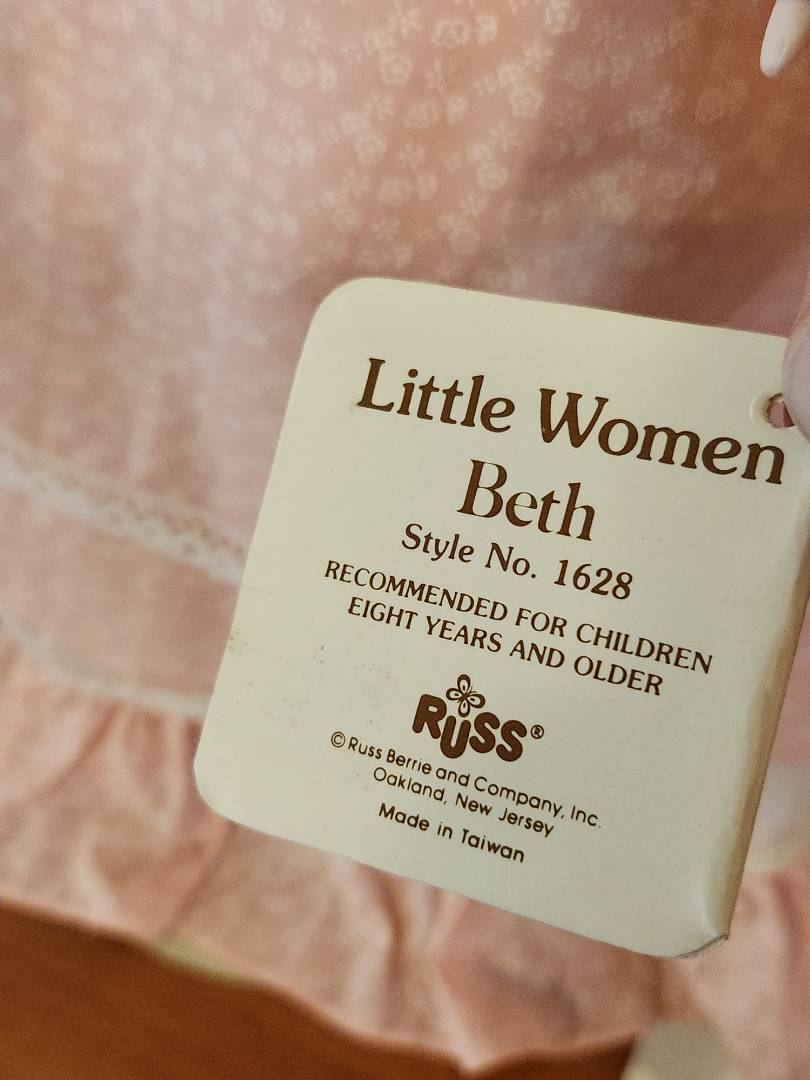 Little Women
Beth
Style No. 1628
RECOMMENDED FOR CHILDREN
EIGHT YEARS AND OLDER
RUSS®
© Russ Berrie and Company, Inc.
Oakland, New Jersey
Made in Taiwan